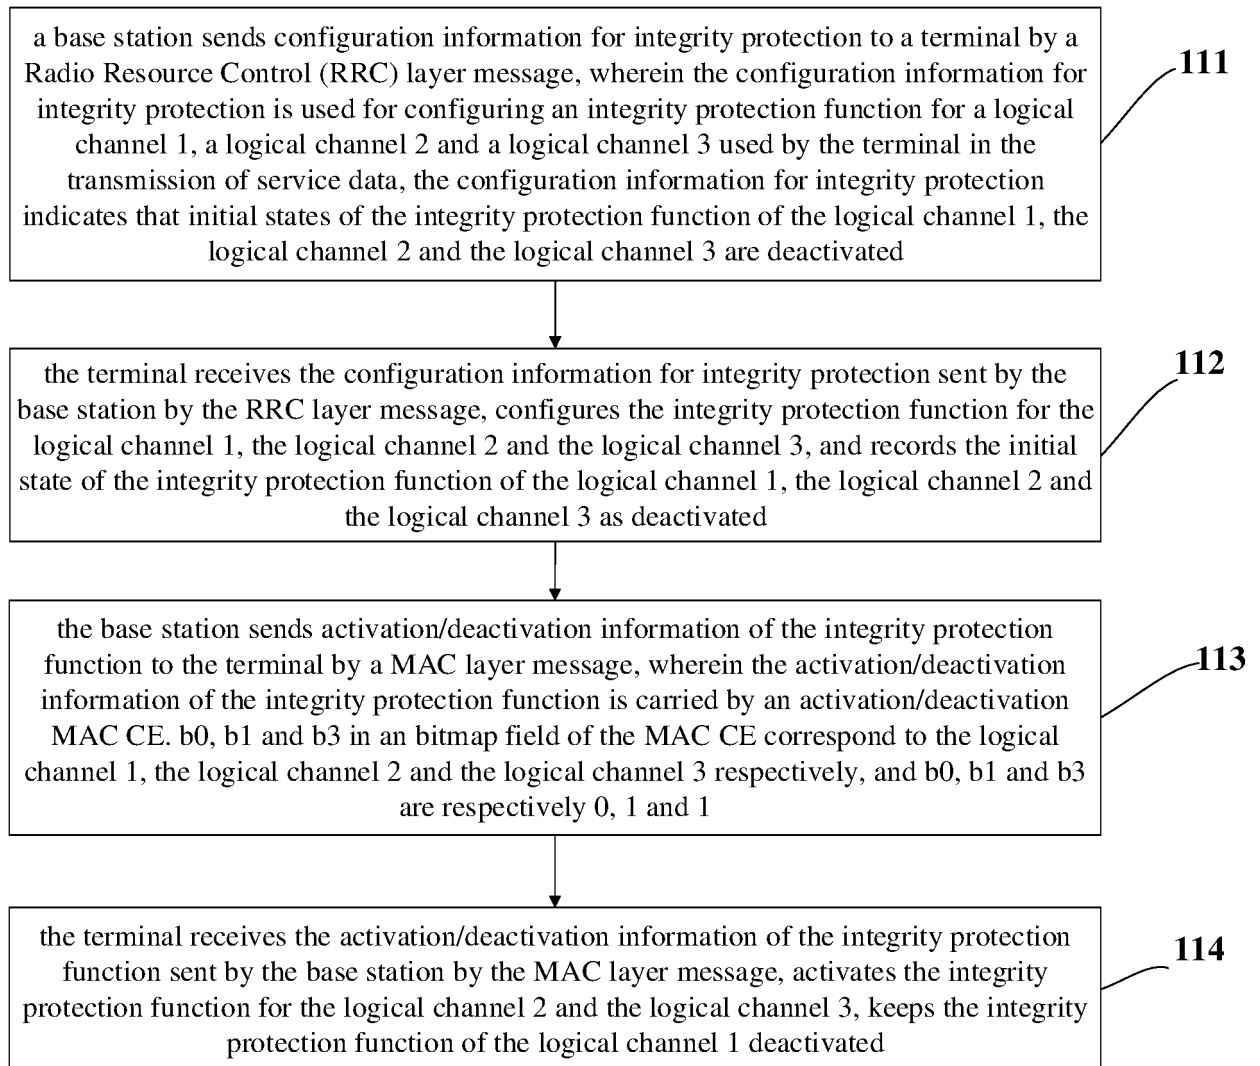 a base station sends configuration information for integrity protection to a terminal by a
Radio Resource Control (RRC) layer message, wherein the configuration information for
integrity protection is used for configuring an integrity protection function for a logical
channel 1, a logical channel 2 and a logical channel 3 used by the terminal in the
transmission of service data, the configuration information for integrity protection
indicates that initial states of the integrity protection function of the logical channel 1, the
logical channel 2 and the logical channel 3 are deactivated
111
the terminal receives the configuration information for integrity protection sent by the
base station by the RRC layer message, configures the integrity protection function for the
logical channel 1, the logical channel 2 and the logical channel 3, and records the initial
state of the integrity protection function of the logical channel 1, the logical channel 2 and
the logical channel 3 as deactivated
112
the base station sends activation/deactivation information of the integrity protection
function to the terminal by a MAC layer message, wherein the activation/deactivation
information of the integrity protection function is carried by an activation/deactivation
MAC CE. b0, b1 and b3 in an bitmap field of the MAC CE correspond to the logical
channel 1, the logical channel 2 and the logical channel 3 respectively, and b0, b1 and b3
are respectively 0, 1 and 1
113
the terminal receives the activation/deactivation information of the integrity protection
function sent by the base station by the MAC layer message, activates the integrity
protection function for the logical channel 2 and the logical channel 3, keeps the integrity
protection function of the logical channel 1 deactivated
114